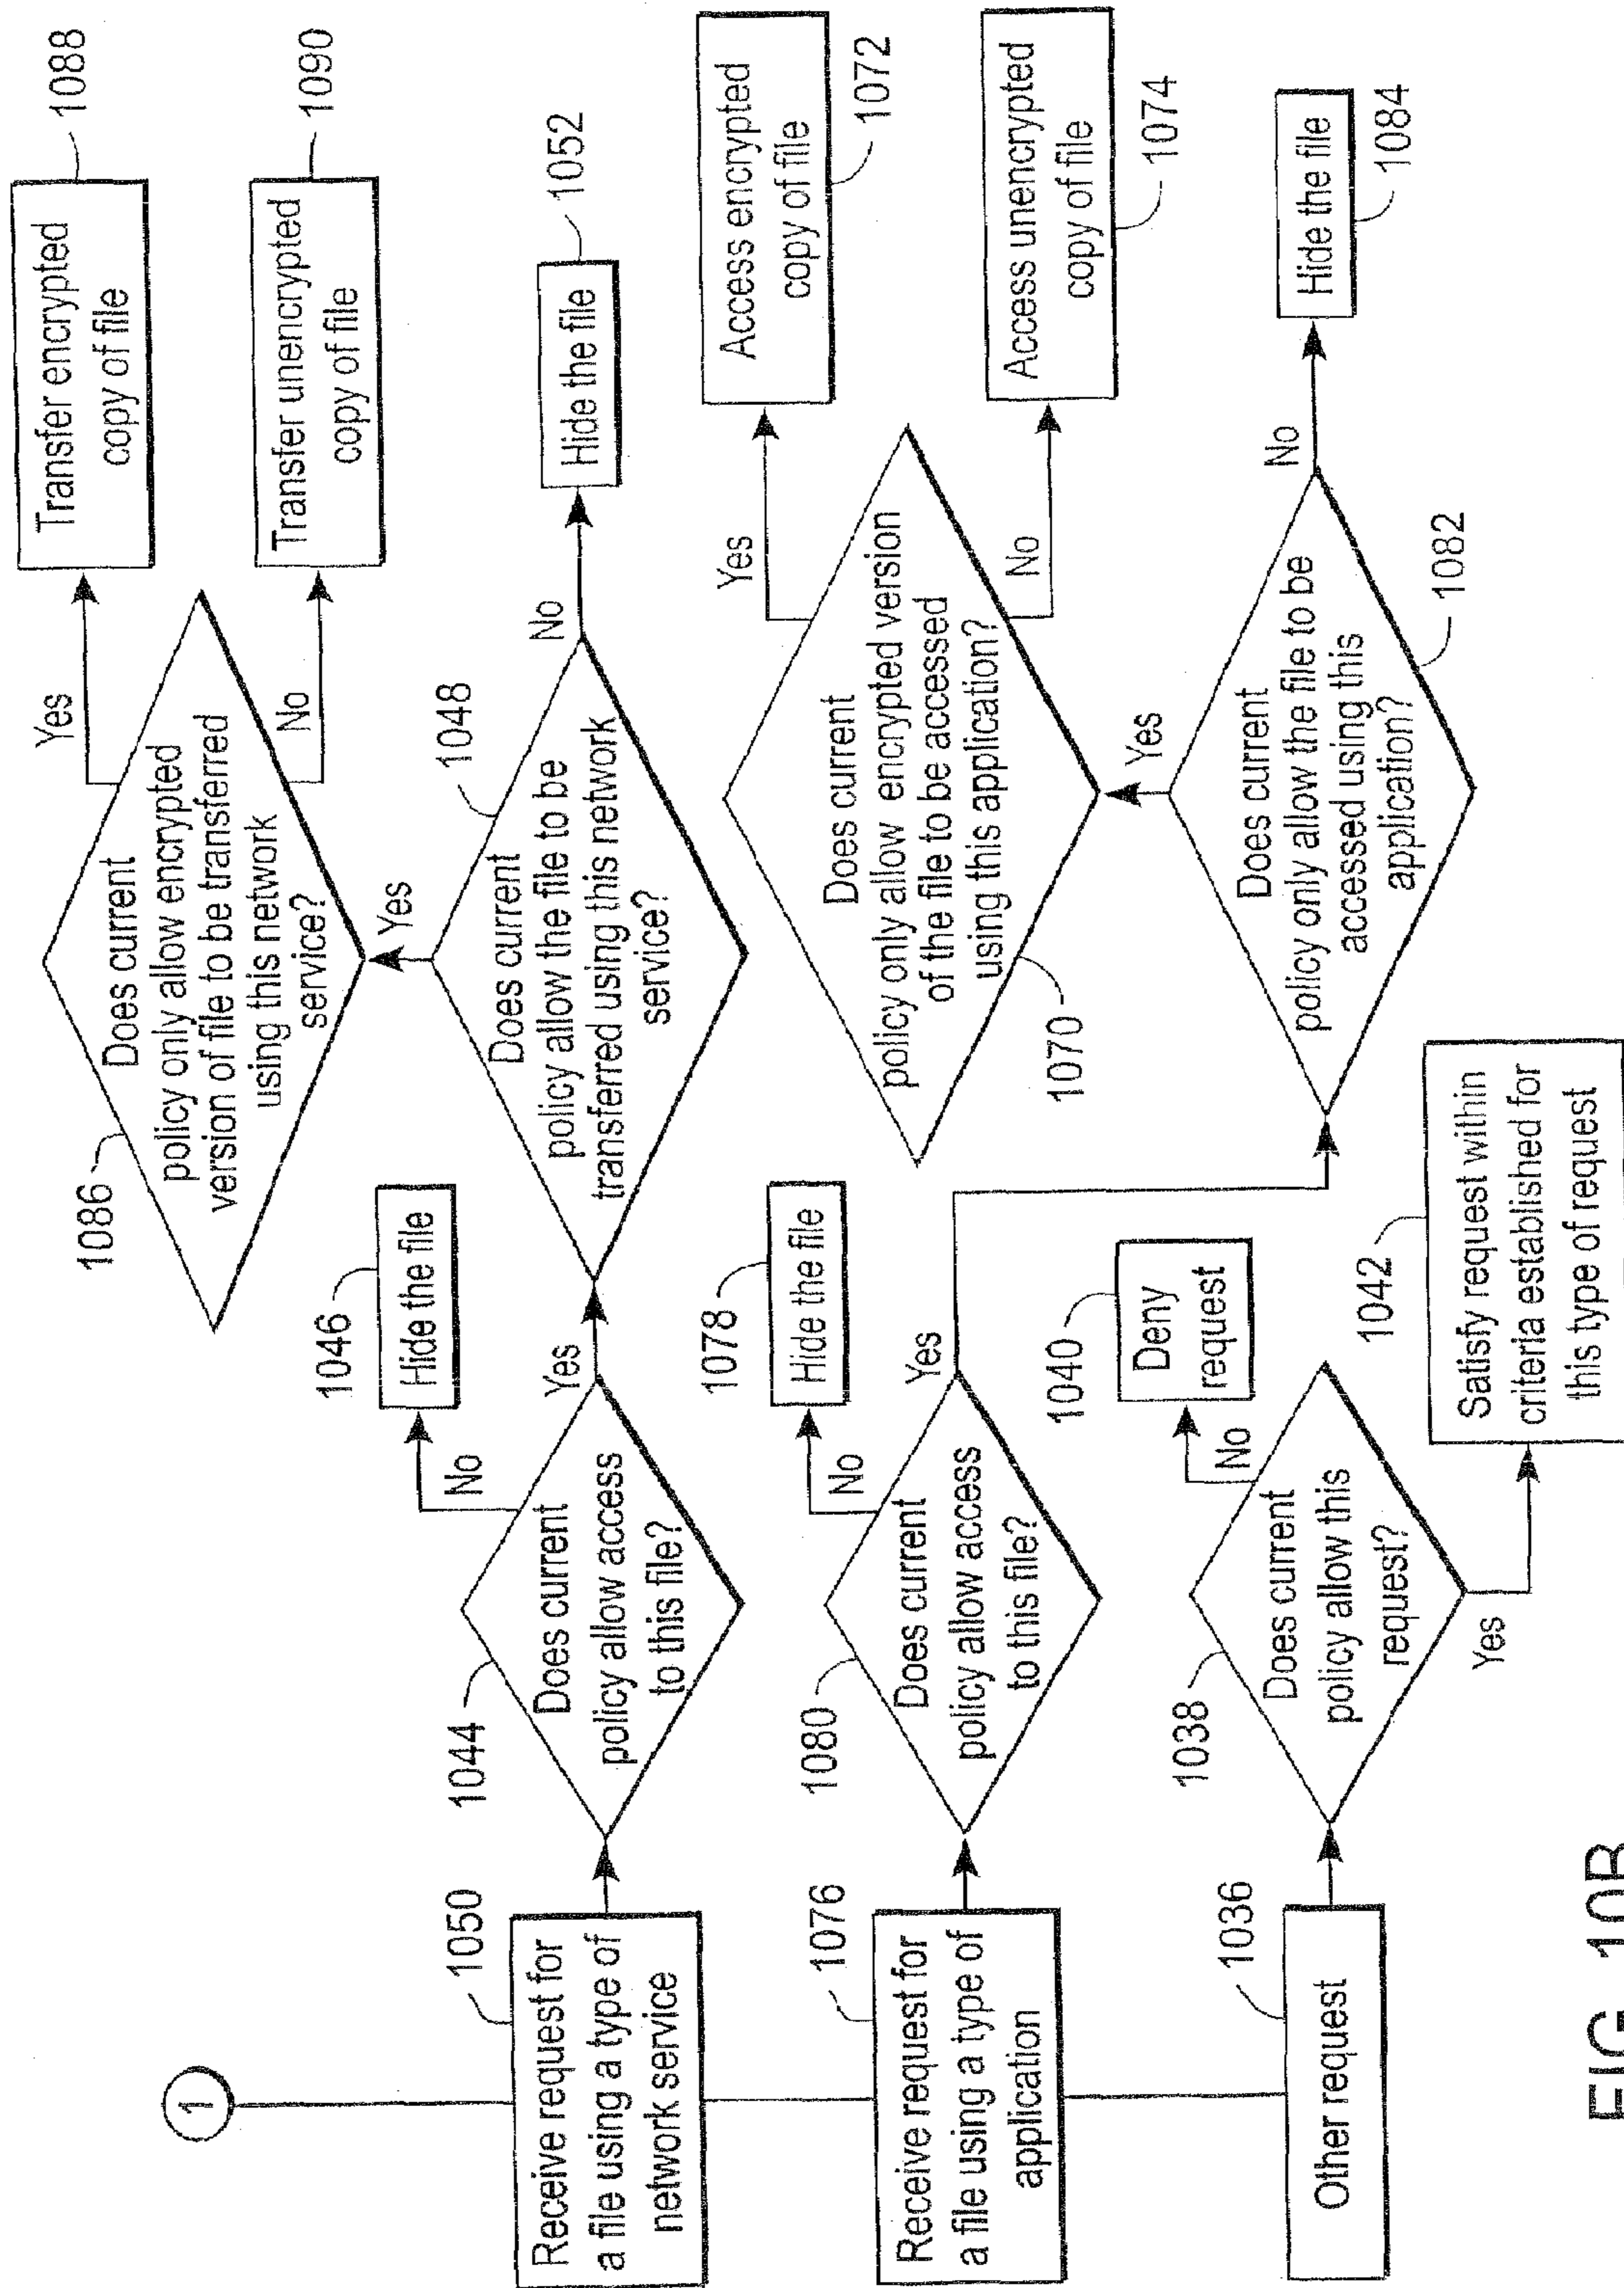 1
1050
Receive request for
a file using a type of
network service
1044
Does current
policy allow access
to this file?
No
1046
Hide the file
Yes
1048
Does current
policy allow the file to be
transferred using this network
service?
No
Hide the file
1052
Yes
1086
Does current
policy only allow encrypted
version of file to be transferred
using this network
service?
Yes
Transfer encrypted
copy of file
1088
No
Transfer unencrypted
copy of file
1090
1076
Receive request for
a file using a type of
application
1080
Does current
policy allow access
to this file?
No
1078
Hide the file
Yes
Does current
policy only allow the file to be
accessed using this
application?
1082
No
Hide the file
1084
Yes
1070
Does current
policy only allow encrypted version
of the file to be accessed
using this application?
Yes
Access encrypted
copy of file
1072
No
Access unencrypted
copy of file
1074
1036
Other request
1038
Does current
policy allow this
request?
No
1040
Deny
request
Yes
1042
Satisfy request within
criteria established for
this type of request
FIG. 10B